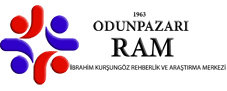 1963
ODUNPAZARI
RAM
İBRAHİM KURŞUNGÖZ REHBERLİK VE ARAŞTIRMA MERKEZİ